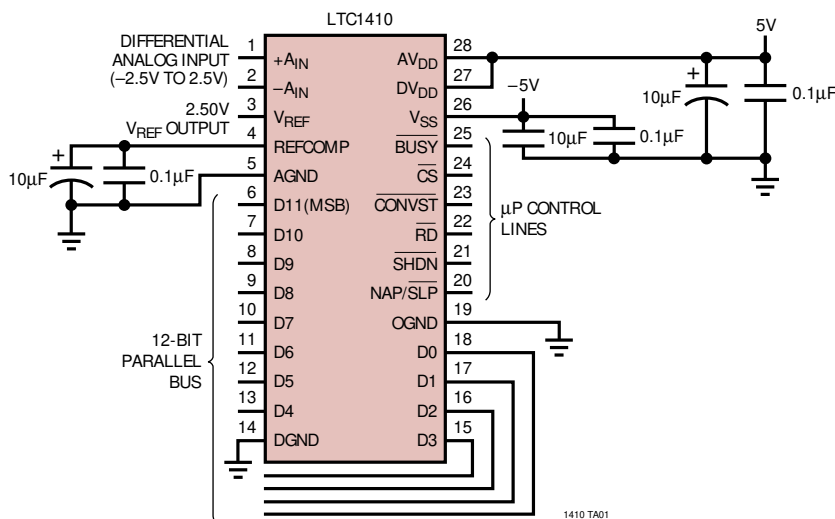 LTC1410
DIFFERENTIAL
ANALOG INPUT
(–2.5V TO 2.5V)
2.50V
VREF OUTPUT
10µF
+
0.1µF
12-BIT
PARALLEL
BUS
1 +AIN
2 –AIN
3 VREF
4 REFCOMP
5 AGND
6 D11(MSB)
7 D10
8 D9
9 D8
10 D7
11 D6
12 D5
13 D4
14 DGND
AVDD 28
DVDD 27
VSS 26
BUSY 25
CS 24
CONVST 23
RD 22
SHDN 21
NAP/SLP 20
OGND 19
D0 18
D1 17
D2 16
D3 15
5V
–5V
10µF
0.1µF
+
10µF
0.1µF
µP CONTROL
LINES
1410 TA01